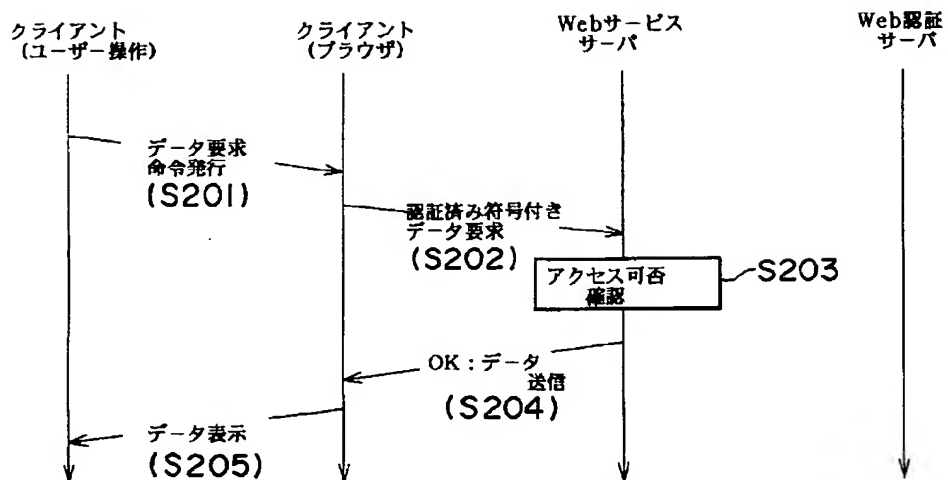 クライアント
(ユーザー操作)
クライアント
(ブラウザ)
Webサービス
サーバ
Web認証
サーバ
データ要求
命令発行
(S201)
認証済み符号付き
データ要求
(S202)
アクセス可否
確認
S203
OK:データ
送信
(S204)
データ表示
(S205)